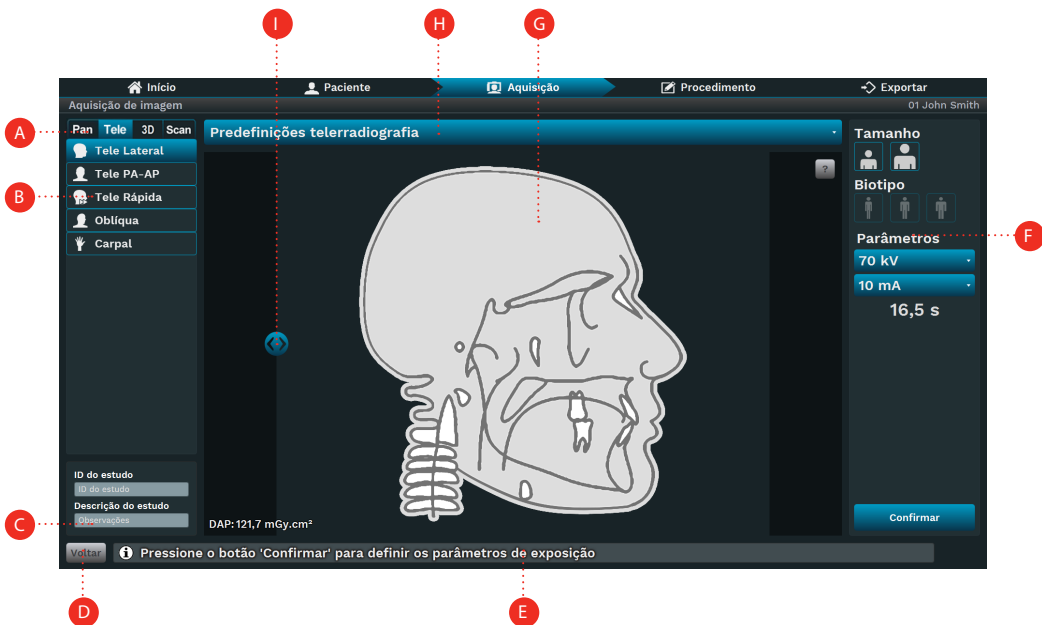 I
H
G
Início
Paciente
Aquisição
Procedimento
Exportar
Aquisição de imagem
01 John Smith
A
Pan
Tele
3D
Scan
Predefinições telerradiografia
Tamanho
Tele Lateral
?
Tele PA-AP
Biotipo
B
Tele Rápida
Oblíqua
F
Carpal
Parâmetros
70 kV
10 mA
16,5 s
ID do estudo
ID do estudo
Descrição do estudo
C
Observações
DAP: 121,7 mGy.cm²
Confirmar
Voltar
Pressione o botão 'Confirmar' para definir os parâmetros de exposição
D
E